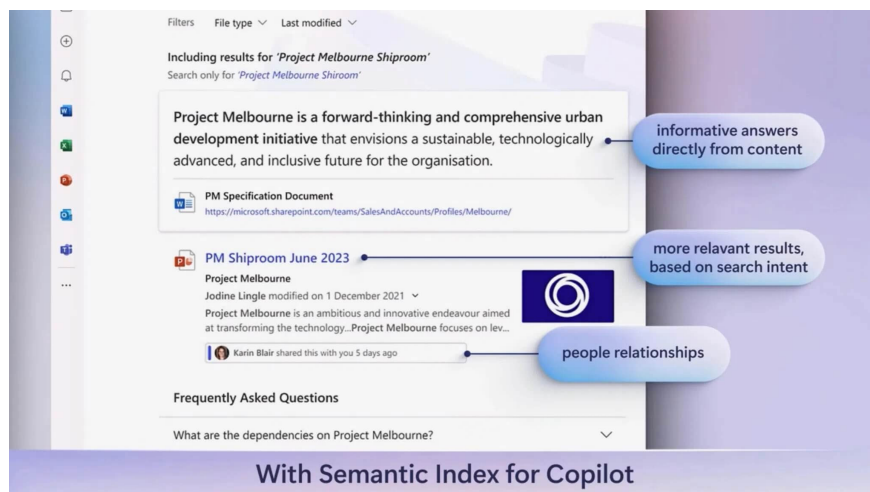 Filters File type Last modified
Including results for 'Project Melbourne Shiproom'
Search only for 'Project Melbourne Shiroom'
Project Melbourne is a forward-thinking and comprehensive urban
development initiative that envisions a sustainable, technologically
advanced, and inclusive future for the organisation.
informative answers
directly from content
PM Specification Document
https://microsoft.sharepoint.com/teams/SalesAndAccounts/Profiles/Melbourne/
PM Shiproom June 2023
more relavant results,
based on search intent
Project Melbourne
Jodine Lingle modified on 1 December 2021
Project Melbourne is an ambitious and innovative endeavour aimed
at transforming the technology...Project Melbourne focuses on lev...
Karin Blair shared this with you 5 days ago
people relationships
Frequently Asked Questions
What are the dependencies on Project Melbourne?
With Semantic Index for Copilot